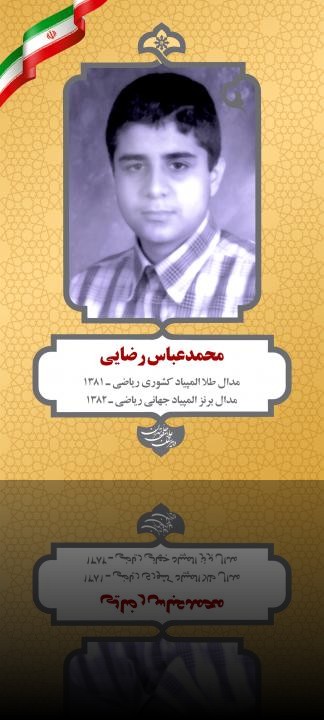 محمدعباس رضایی
مدال طلا المپیاد کشوری ریاضی ـ ۱۳۸۱
مدال برنز المپیاد جهانی ریاضی ـ ۱۳۸۲